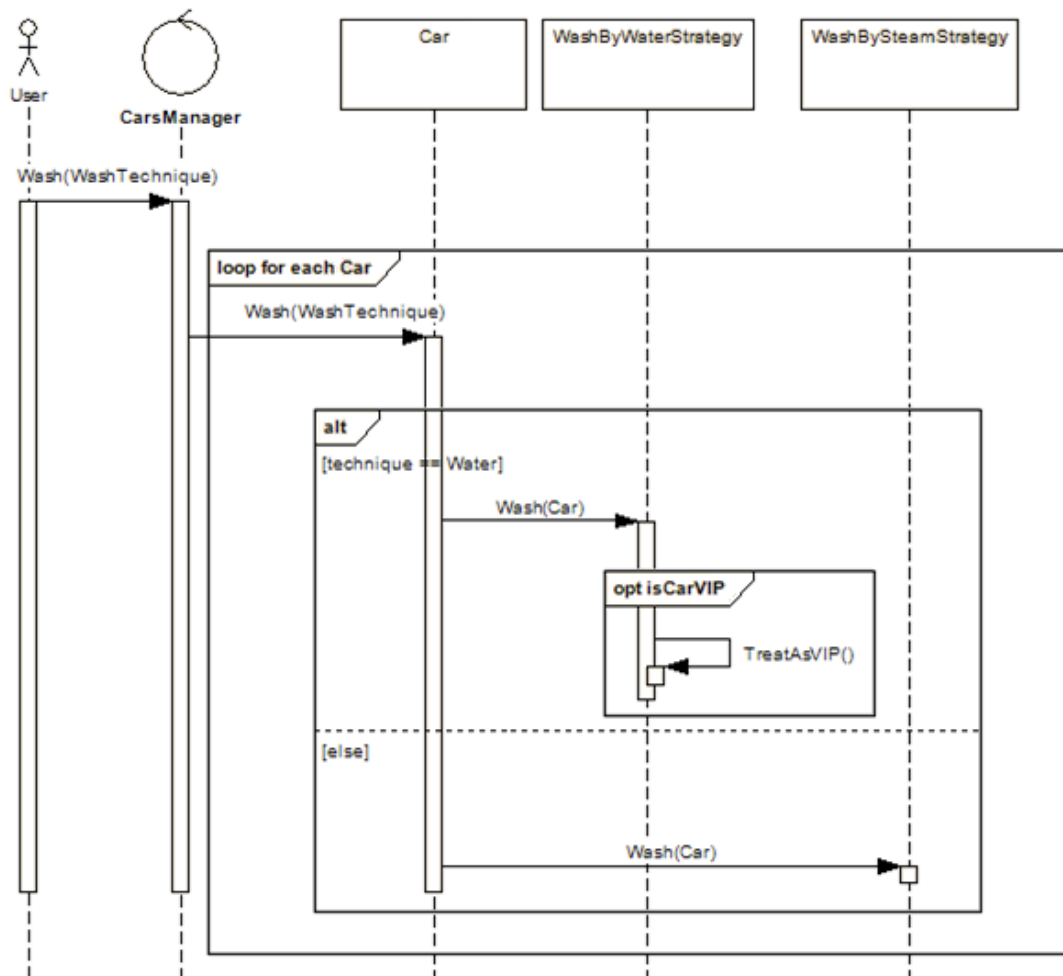 Car
WashByWaterStrategy
WashBySteamStrategy
User
CarsManager
Wash(WashTechnique)
loop for each Car
Wash(WashTechnique)
alt
[technique == Water]
Wash(Car)
opt isCarVIP
TreatAsVIP()
[else]
Wash(Car)